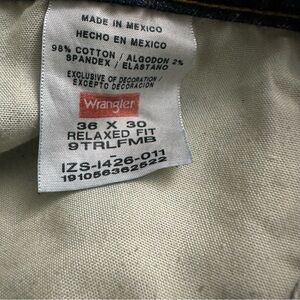 MADE IN MEXICO
HECHO EN MEXICO
98% COTTON / ALGODON 2%
SPANDEX / ELASTANO
EXCLUSIVE OF DECORATION /
EXCEPTO DECORACION
Wrangler
36 X 30
RELAXED FIT
9TRLFMB
-
IZS-1426-011
191056362522